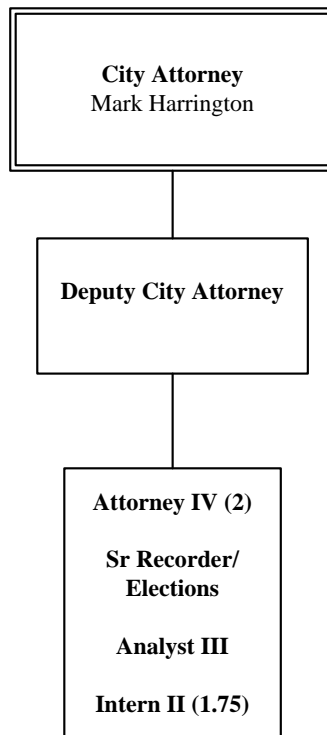 City Attorney
Mark Harrington
Deputy City Attorney
Attorney IV (2)
Sr Recorder/
Elections
Analyst III
Intern II (1.75)